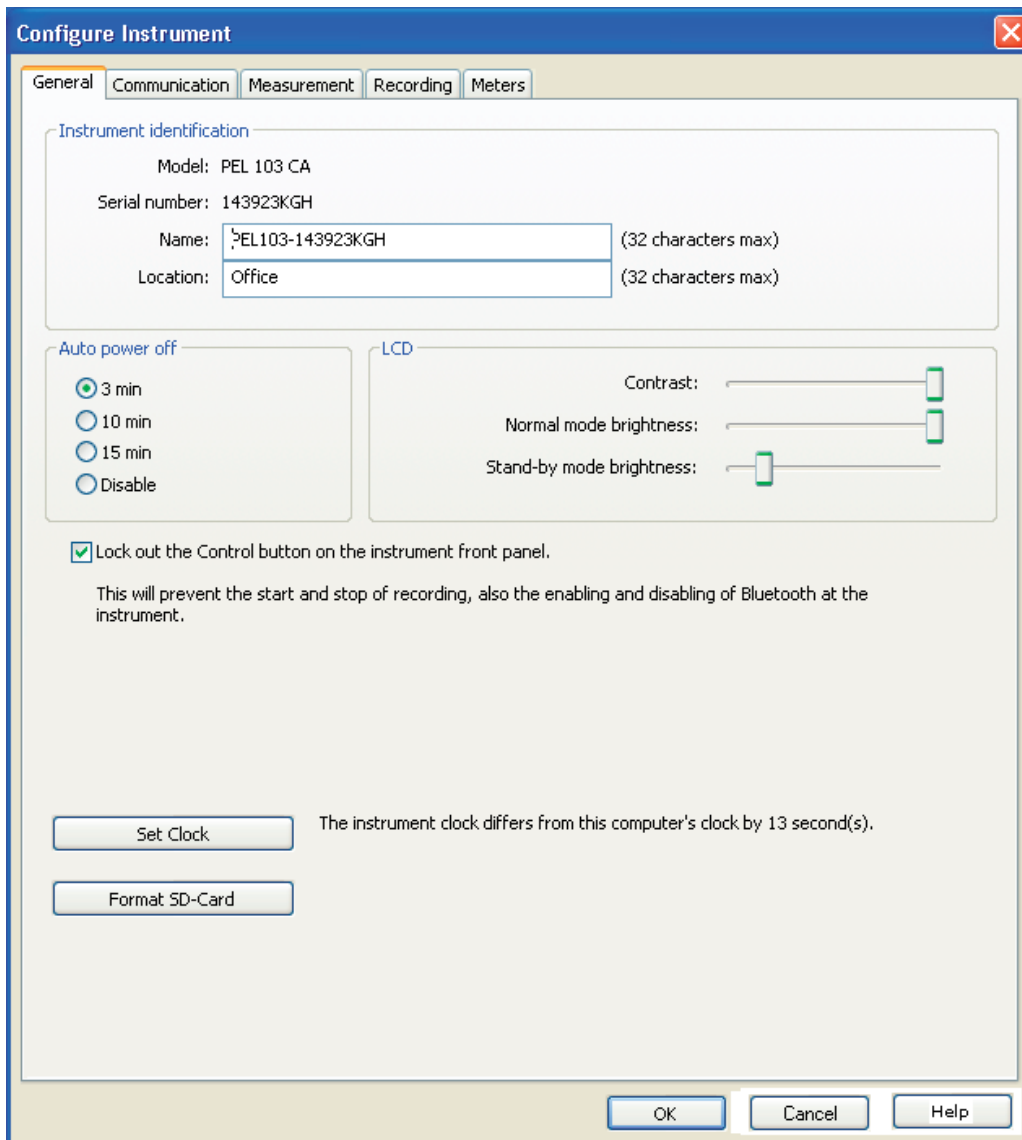 Configure Instrument
General Communication Measurement Recording Meters
Instrument identification
Model: PEL 103 CA
Serial number: 143923KGH
Name: PEL103-143923KGH (32 characters max)
Location: Office (32 characters max)
Auto power off
3 min
10 min
15 min
Disable
LCD
Contrast:
Normal mode brightness:
Stand-by mode brightness:
Lock out the Control button on the instrument front panel.
This will prevent the start and stop of recording, also the enabling and disabling of Bluetooth at the
instrument.
Set Clock The instrument clock differs from this computer's clock by 13 second(s).
Format SD-Card
OK Cancel Help